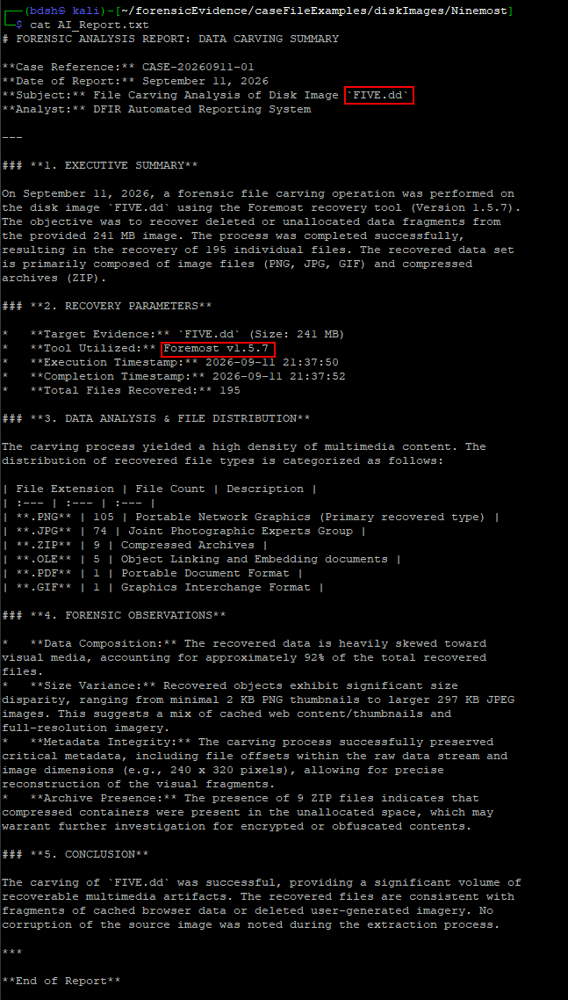 ┌──(bdsh㉿kali)-[~/forensicEvidence/caseFileExamples/diskImages/Ninemost]
└─$ cat AI_Report.txt
# FORENSIC ANALYSIS REPORT: DATA CARVING SUMMARY

**Case Reference:** CASE-20260911-01
**Date of Report:** September 11, 2026
**Subject:** File Carving Analysis of Disk Image `FIVE.dd`
**Analyst:** DFIR Automated Reporting System

---

### **1. EXECUTIVE SUMMARY**

On September 11, 2026, a forensic file carving operation was performed on
the disk image `FIVE.dd` using the Foremost recovery tool (Version 1.5.7).
The objective was to recover deleted or unallocated data fragments from
the provided 241 MB image. The process was completed successfully,
resulting in the recovery of 195 individual files. The recovered data set
is primarily composed of image files (PNG, JPG, GIF) and compressed
archives (ZIP).

### **2. RECOVERY PARAMETERS**

*   **Target Evidence:** `FIVE.dd` (Size: 241 MB)
*   **Tool Utilized:** Foremost v1.5.7
*   **Execution Timestamp:** 2026-09-11 21:37:50
*   **Completion Timestamp:** 2026-09-11 21:37:52
*   **Total Files Recovered:** 195

### **3. DATA ANALYSIS & FILE DISTRIBUTION**

The carving process yielded a high density of multimedia content. The
distribution of recovered file types is categorized as follows:

| File Extension | File Count | Description |
| :--- | :--- | :--- |
| **.PNG** | 105 | Portable Network Graphics (Primary recovered type) |
| **.JPG** | 74 | Joint Photographic Experts Group |
| **.ZIP** | 9 | Compressed Archives |
| **.OLE** | 5 | Object Linking and Embedding documents |
| **.PDF** | 1 | Portable Document Format |
| **.GIF** | 1 | Graphics Interchange Format |

### **4. FORENSIC OBSERVATIONS**

*   **Data Composition:** The recovered data is heavily skewed toward
visual media, accounting for approximately 92% of the total recovered
files.
*   **Size Variance:** Recovered objects exhibit significant size
disparity, ranging from minimal 2 KB PNG thumbnails to larger 297 KB JPEG
images. This suggests a mix of cached web content/thumbnails and
full-resolution imagery.
*   **Metadata Integrity:** The carving process successfully preserved
critical metadata, including file offsets within the raw data stream and
image dimensions (e.g., 240 x 320 pixels), allowing for precise
reconstruction of the visual fragments.
*   **Archive Presence:** The presence of 9 ZIP files indicates that
compressed containers were present in the unallocated space, which may
warrant further investigation for encrypted or obfuscated contents.

### **5. CONCLUSION**

The carving of `FIVE.dd` was successful, providing a significant volume of
recoverable multimedia artifacts. The recovered files are consistent with
fragments of cached browser data or deleted user-generated imagery. No
corruption of the source image was noted during the extraction process.

***

**End of Report**